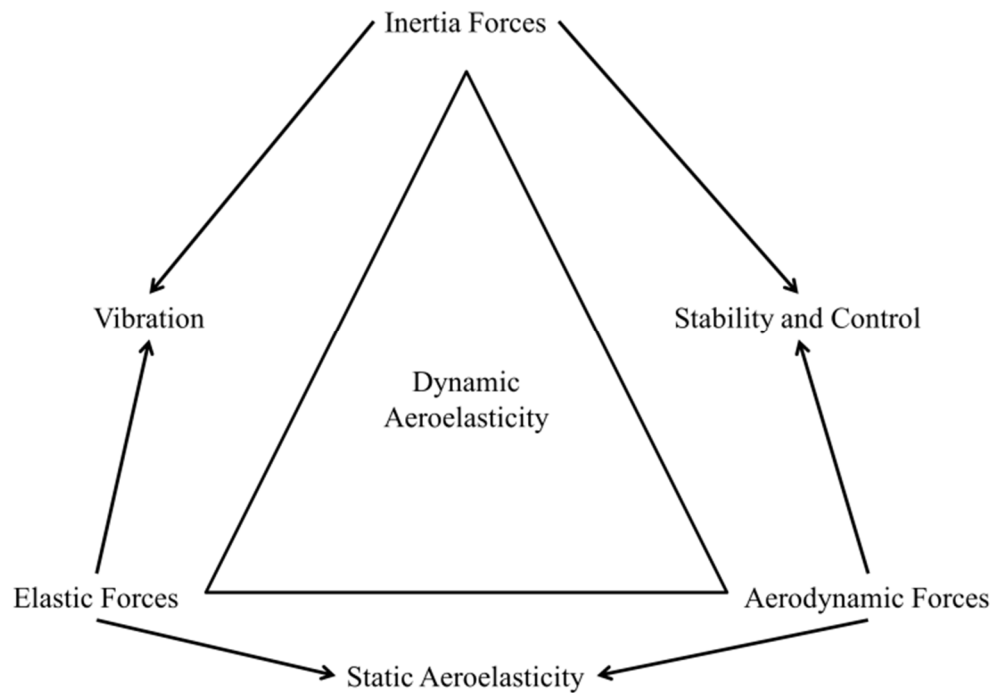 Inertia Forces
Vibration
Stability and Control
Dynamic
Aeroelasticity
Elastic Forces
Aerodynamic Forces
Static Aeroelasticity